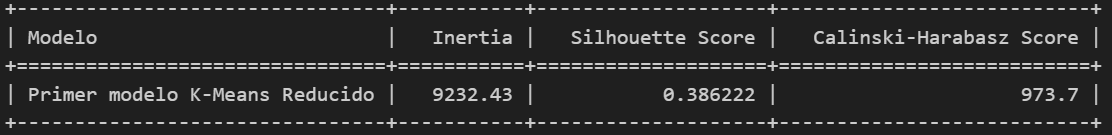 +--------------------------------+-----------+--------------------+---------------------------+
| Modelo                         |   Inertia |   Silhouette Score |   Calinski-Harabasz Score |
+================================+===========+====================+===========================+
| Primer modelo K-Means Reducido |   9232.43 |           0.386222 |                     973.7 |
+--------------------------------+-----------+--------------------+---------------------------+